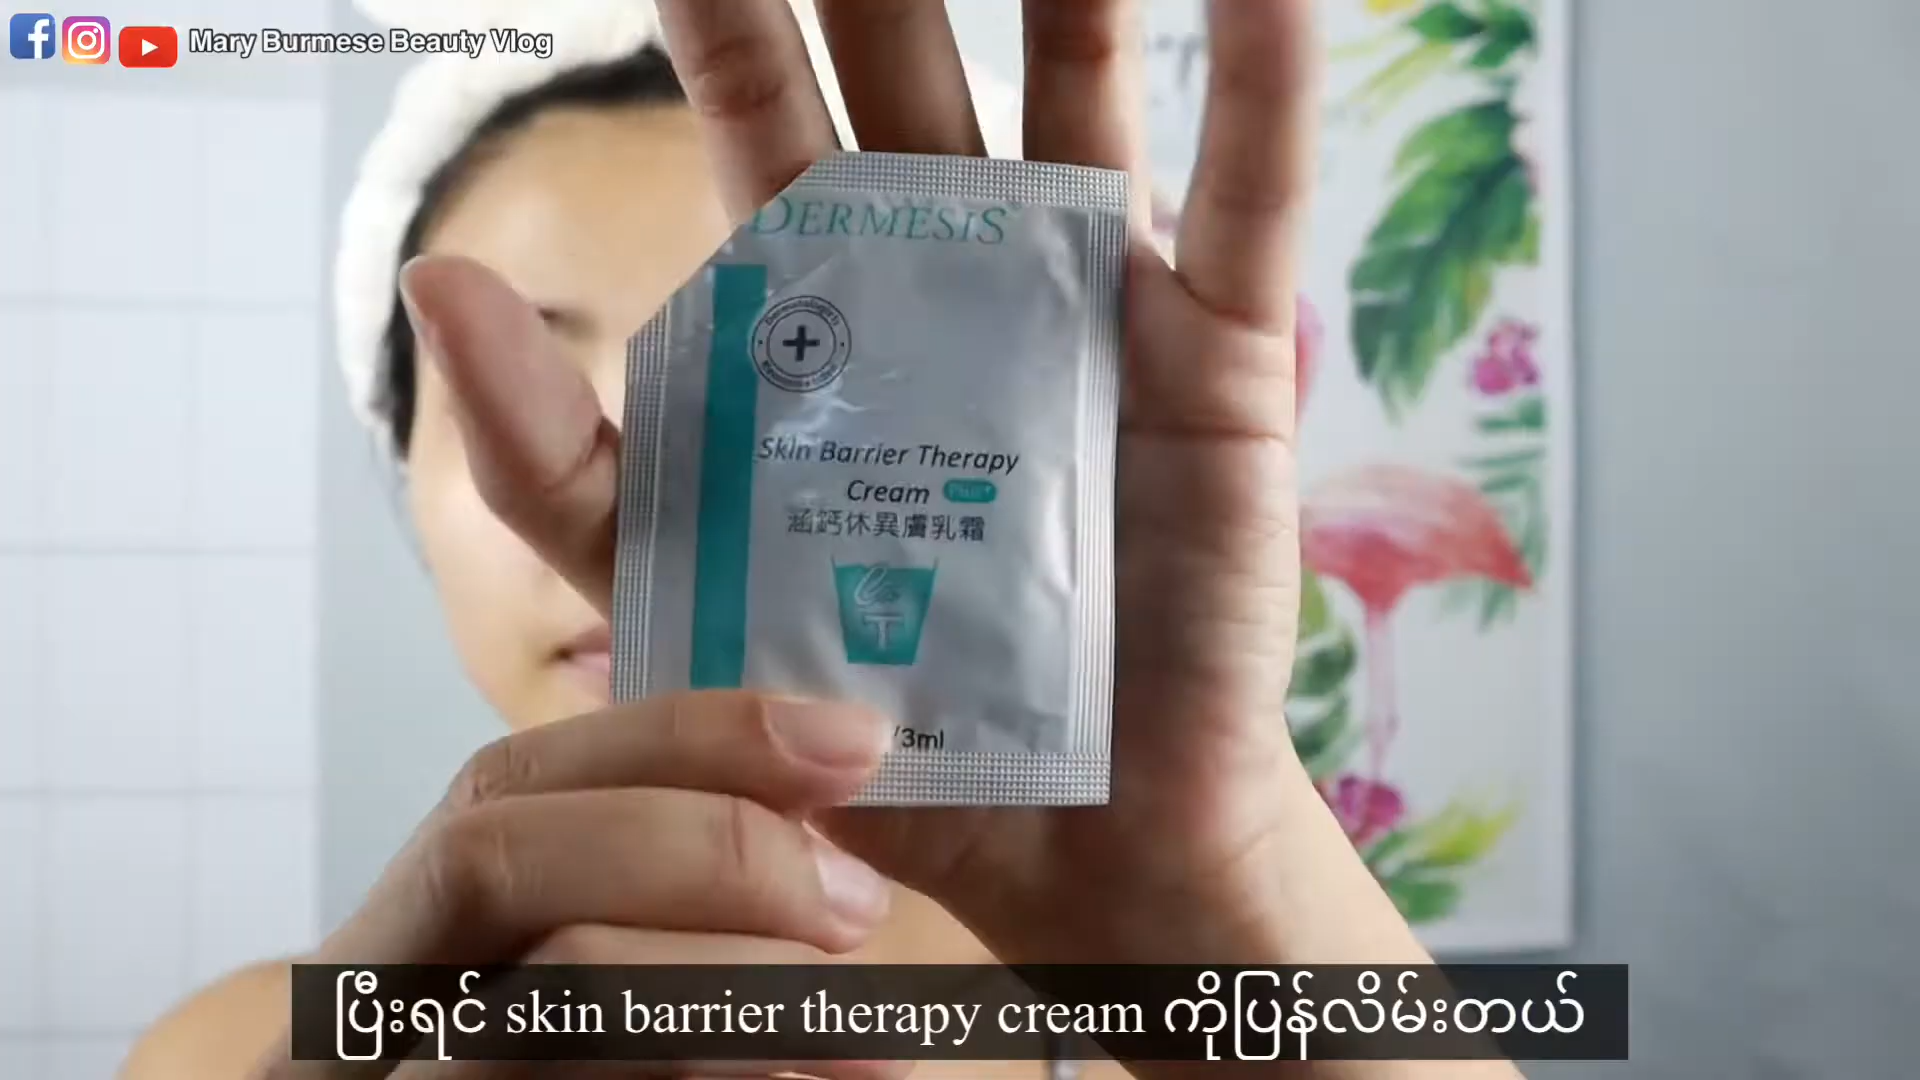 Mary Burmese Beauty Vlog
DERMESIS
Skin Barrier Therapy
Cream Plus+
涵鈣休異膚乳霜
/3ml
ပြီးရင် skin barrier therapy cream ကိုပြန်လိမ်းတယ်